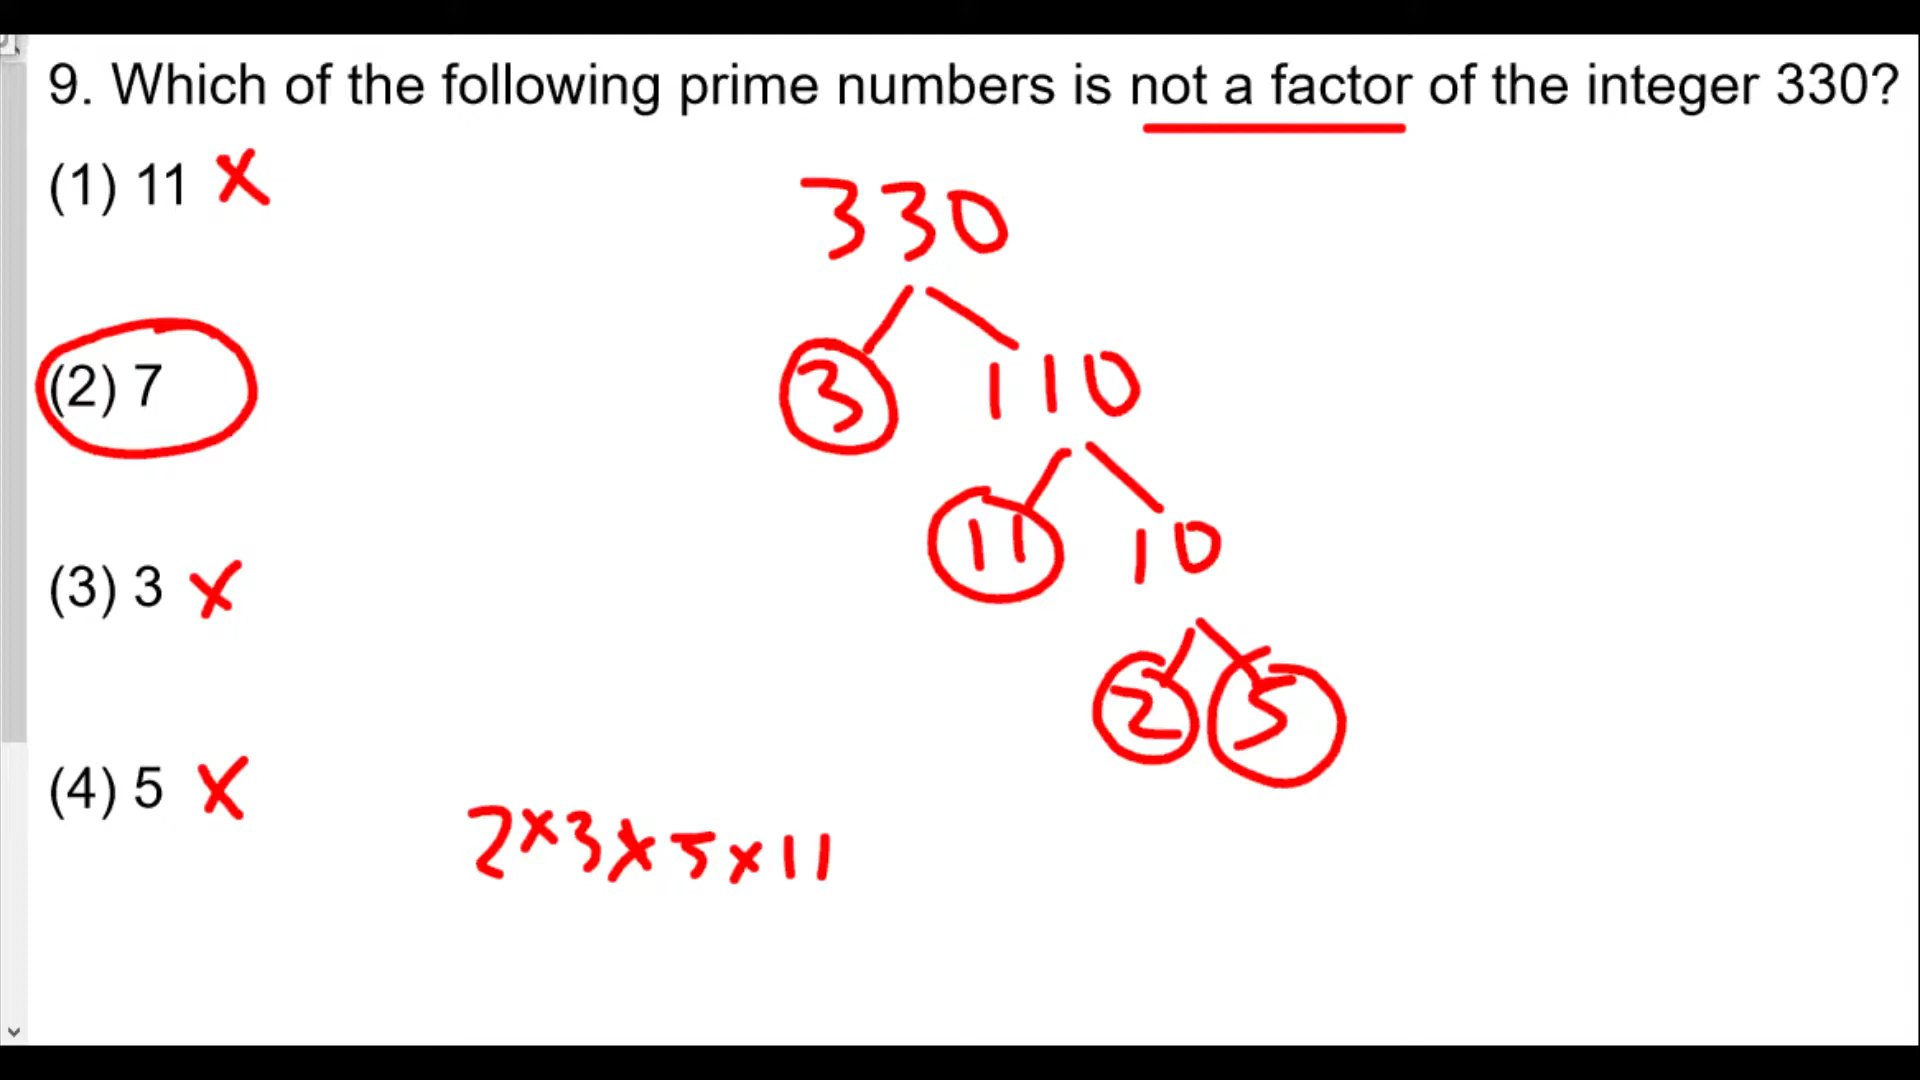 9. Which of the following prime numbers is not a factor of the integer 330?
(1) 11 X
330
(2) 7
3 110
11 10
(3) 3 X
2 5
(4) 5 X
2 x 3 x 5 x 11